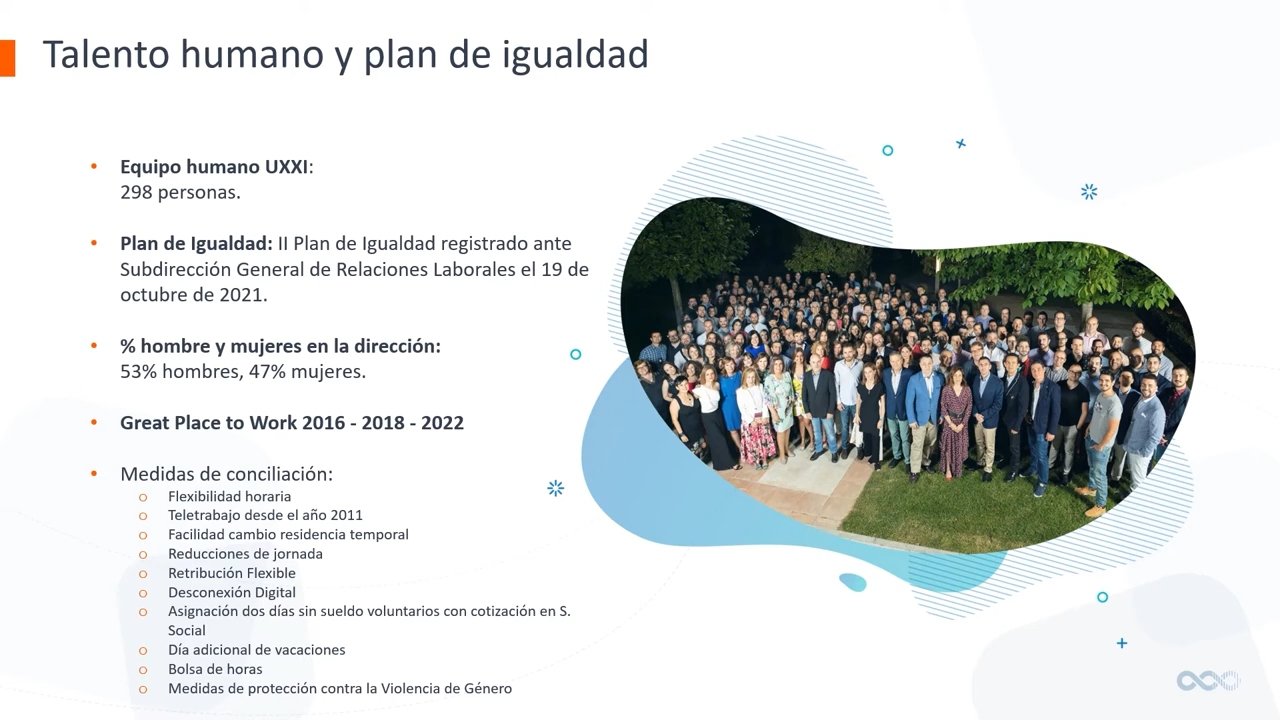 Talento humano y plan de igualdad
• Equipo humano UXXI:
298 personas.
• Plan de Igualdad: II Plan de Igualdad registrado ante
Subdirección General de Relaciones Laborales el 19 de
octubre de 2021.
• % hombre y mujeres en la dirección:
53% hombres, 47% mujeres.
• Great Place to Work 2016 - 2018 - 2022
• Medidas de conciliación:
o Flexibilidad horaria
o Teletrabajo desde el año 2011
o Facilidad cambio residencia temporal
o Reducciones de jornada
o Retribución Flexible
o Desconexión Digital
o Asignación dos días sin sueldo voluntarios con cotización en S.
Social
o Día adicional de vacaciones
o Bolsa de horas
o Medidas de protección contra la Violencia de Género